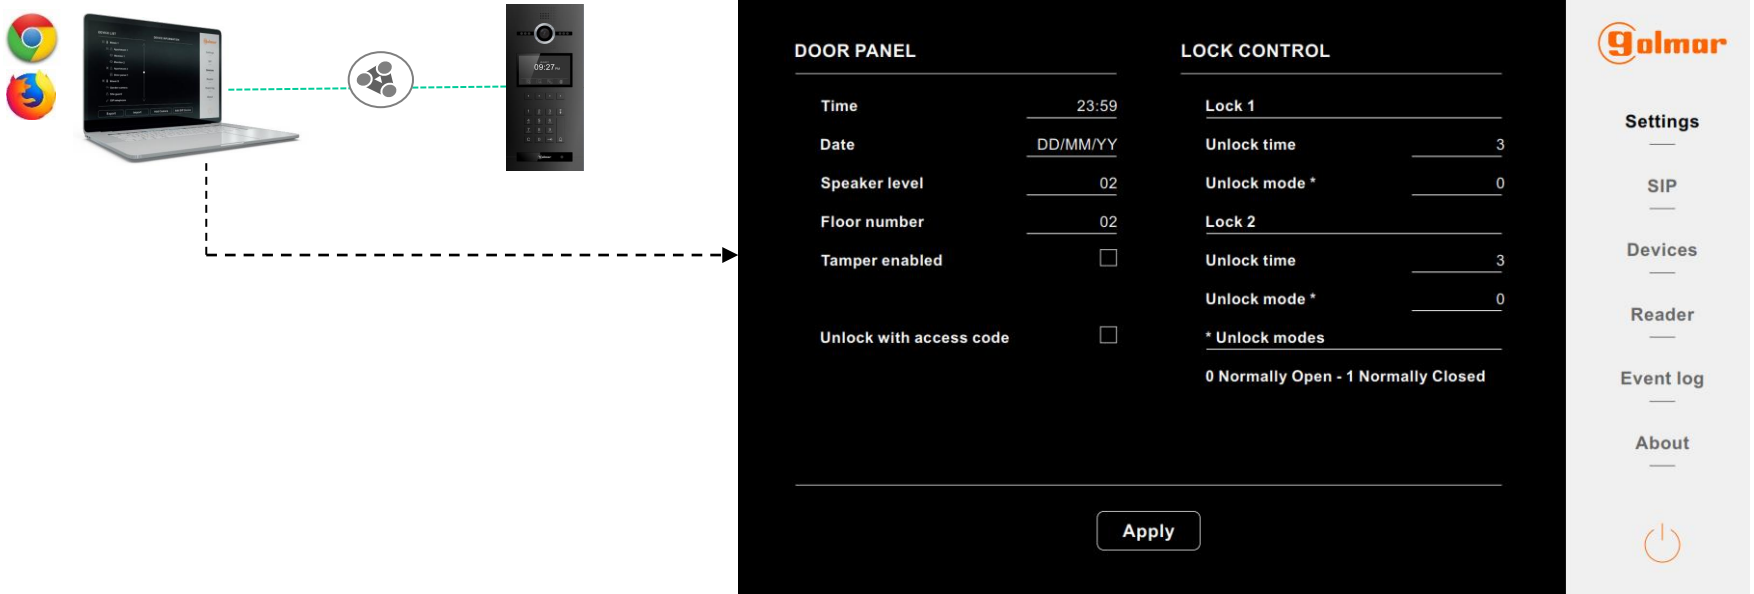 09:27
DOOR PANEL
Time 23:59
Date DD/MM/YY
Speaker level 02
Floor number 02
Tamper enabled
Unlock with access code
LOCK CONTROL
Lock 1
Unlock time 3
Unlock mode * 0
Lock 2
Unlock time 3
Unlock mode * 0
* Unlock modes
0 Normally Open - 1 Normally Closed
Apply
golmar
Settings
SIP
Devices
Reader
Event log
About